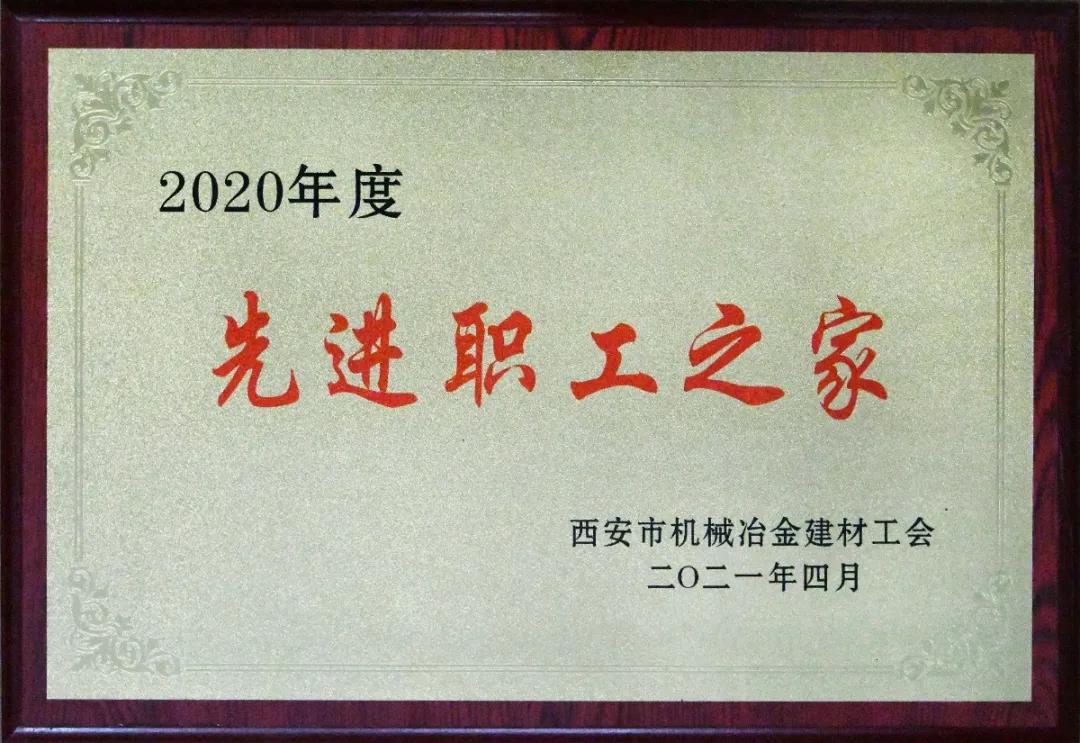 2020年度
先进职工之家
西安市机械冶金建材工会
二〇二一年四月